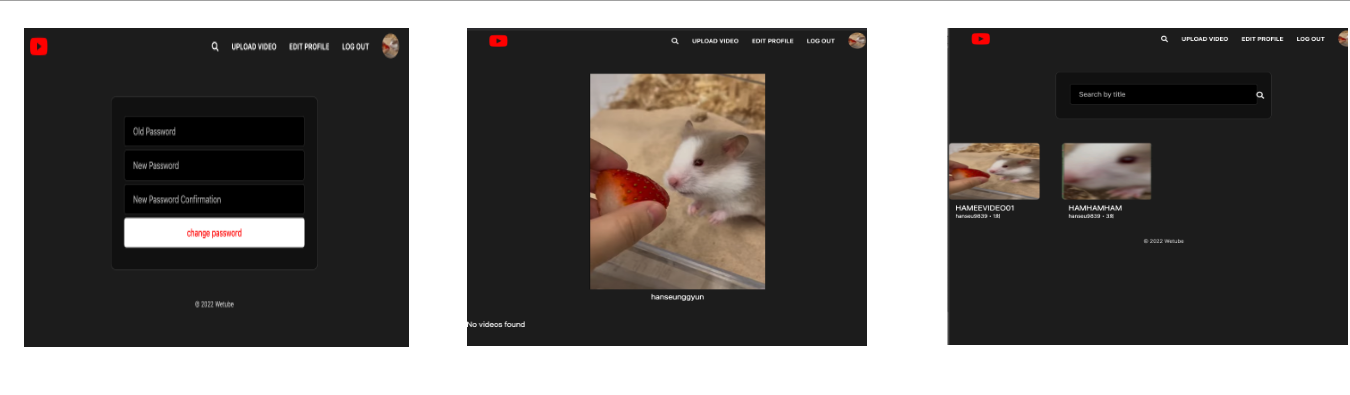 UPLOAD VIDEO EDIT PROFILE LOG OUT
Old Password
New Password
New Password Confirmation
change password
© 2022 Wetube
UPLOAD VIDEO EDIT PROFILE LOG OUT
hanseunggyun
No videos found
UPLOAD VIDEO EDIT PROFILE LOG OUT
Search by title
HAMEEVIDEO01
hanseu9839 • 1회
HAMHAMHAM
hanseu9839 • 3회
© 2022 Wetube